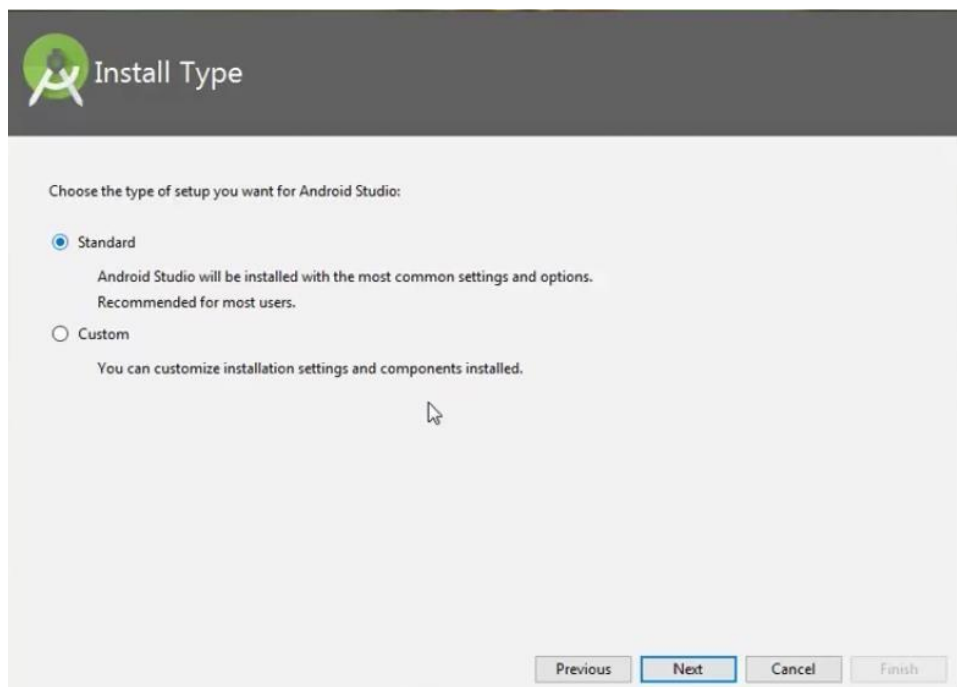 Install Type
Choose the type of setup you want for Android Studio:
Standard
Android Studio will be installed with the most common settings and options.
Recommended for most users.
Custom
You can customize installation settings and components installed.
Previous Next Cancel Finish